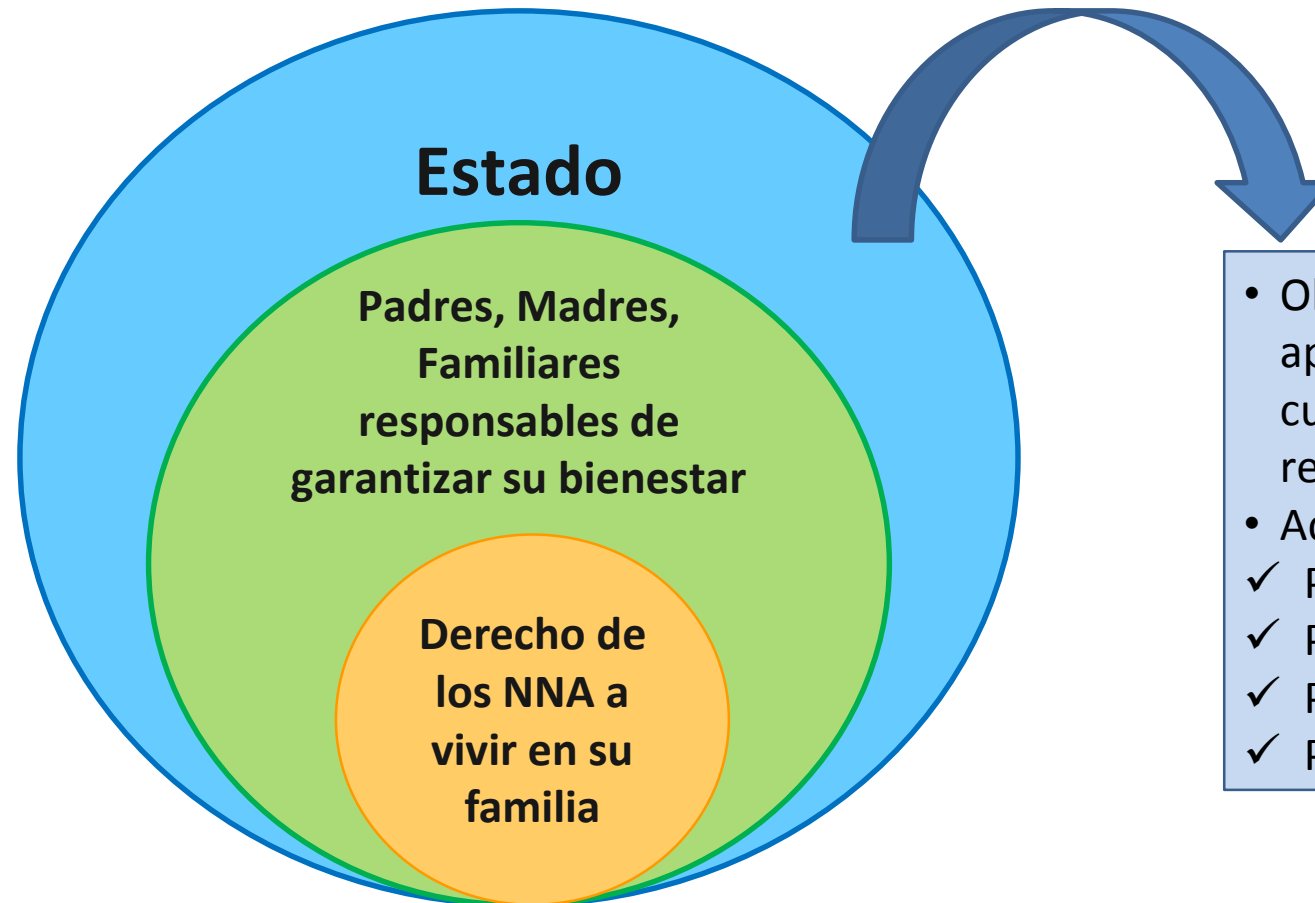 Estado
Padres, Madres,
Familiares
responsables de
garantizar su bienestar
Derecho de
los NNA a
vivir en su
familia